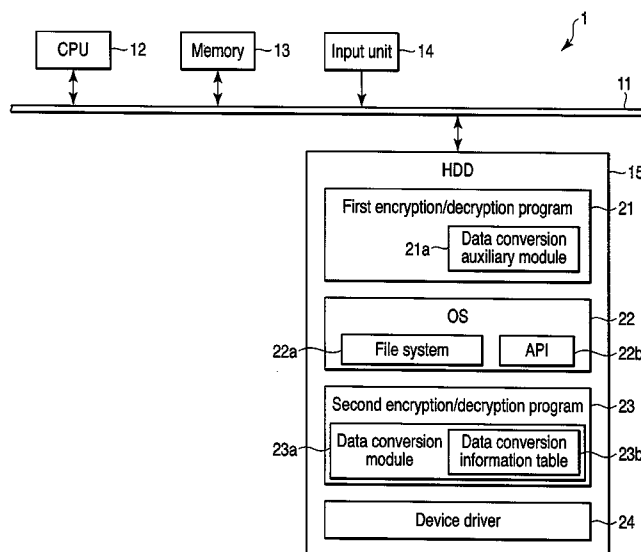 1
CPU 12
Memory 13
Input unit 14
11
HDD 15
First encryption/decryption program 21
21a Data conversion
auxiliary module
OS 22
22a File system API 22b
Second encryption/decryption program 23
23a Data conversion
module
Data conversion
information table 23b
Device driver 24